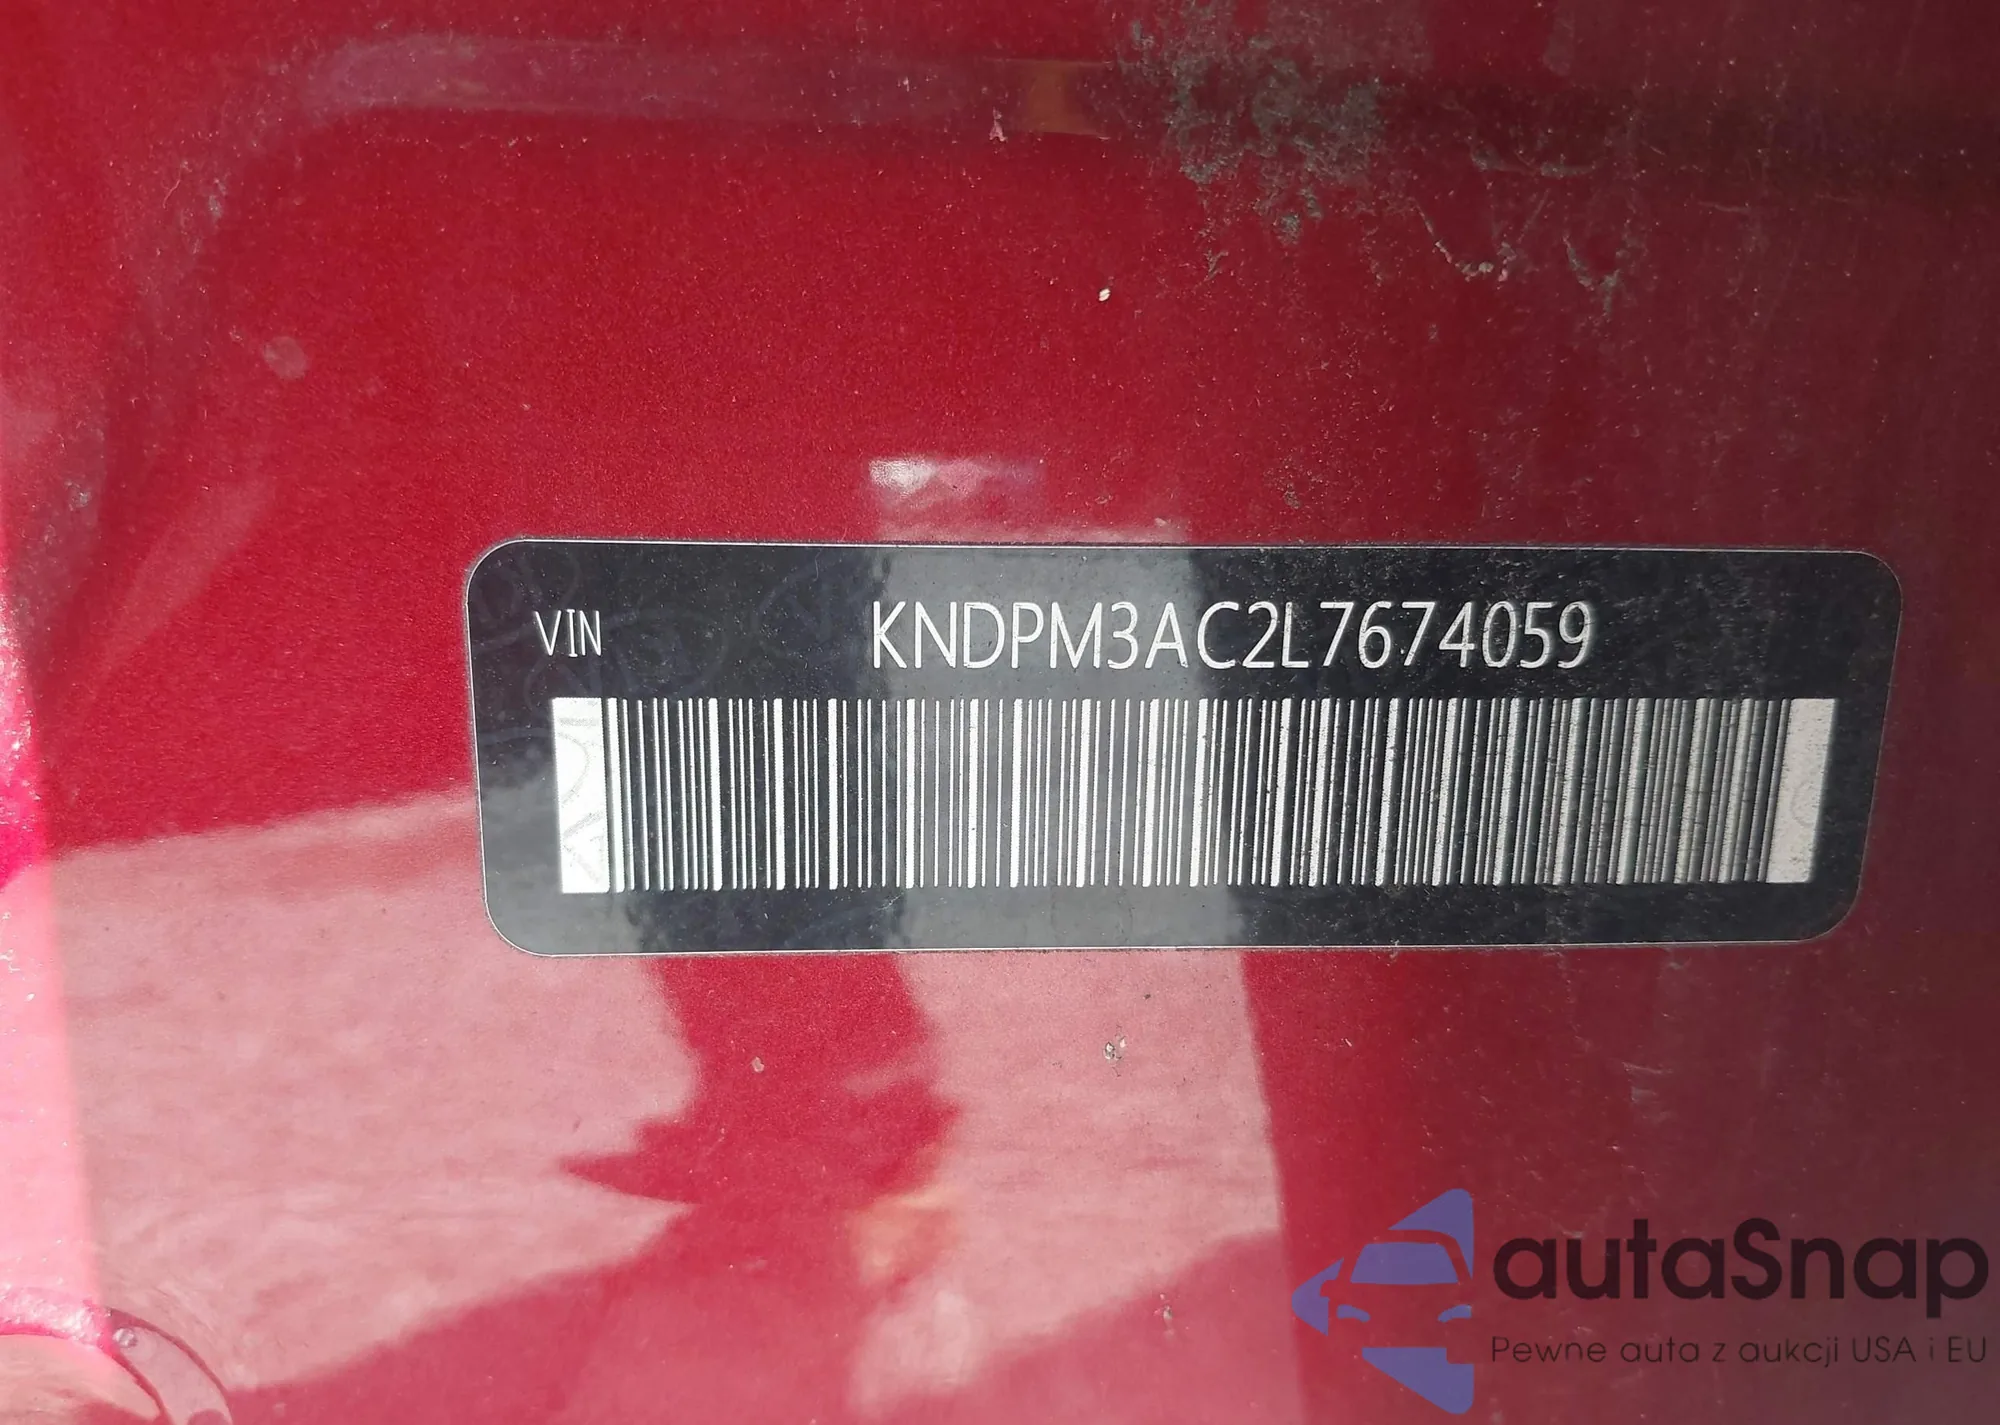 VIN KNDPM3AC2L7674059
autaSnap
Pewne auta z aukcji USA i EU